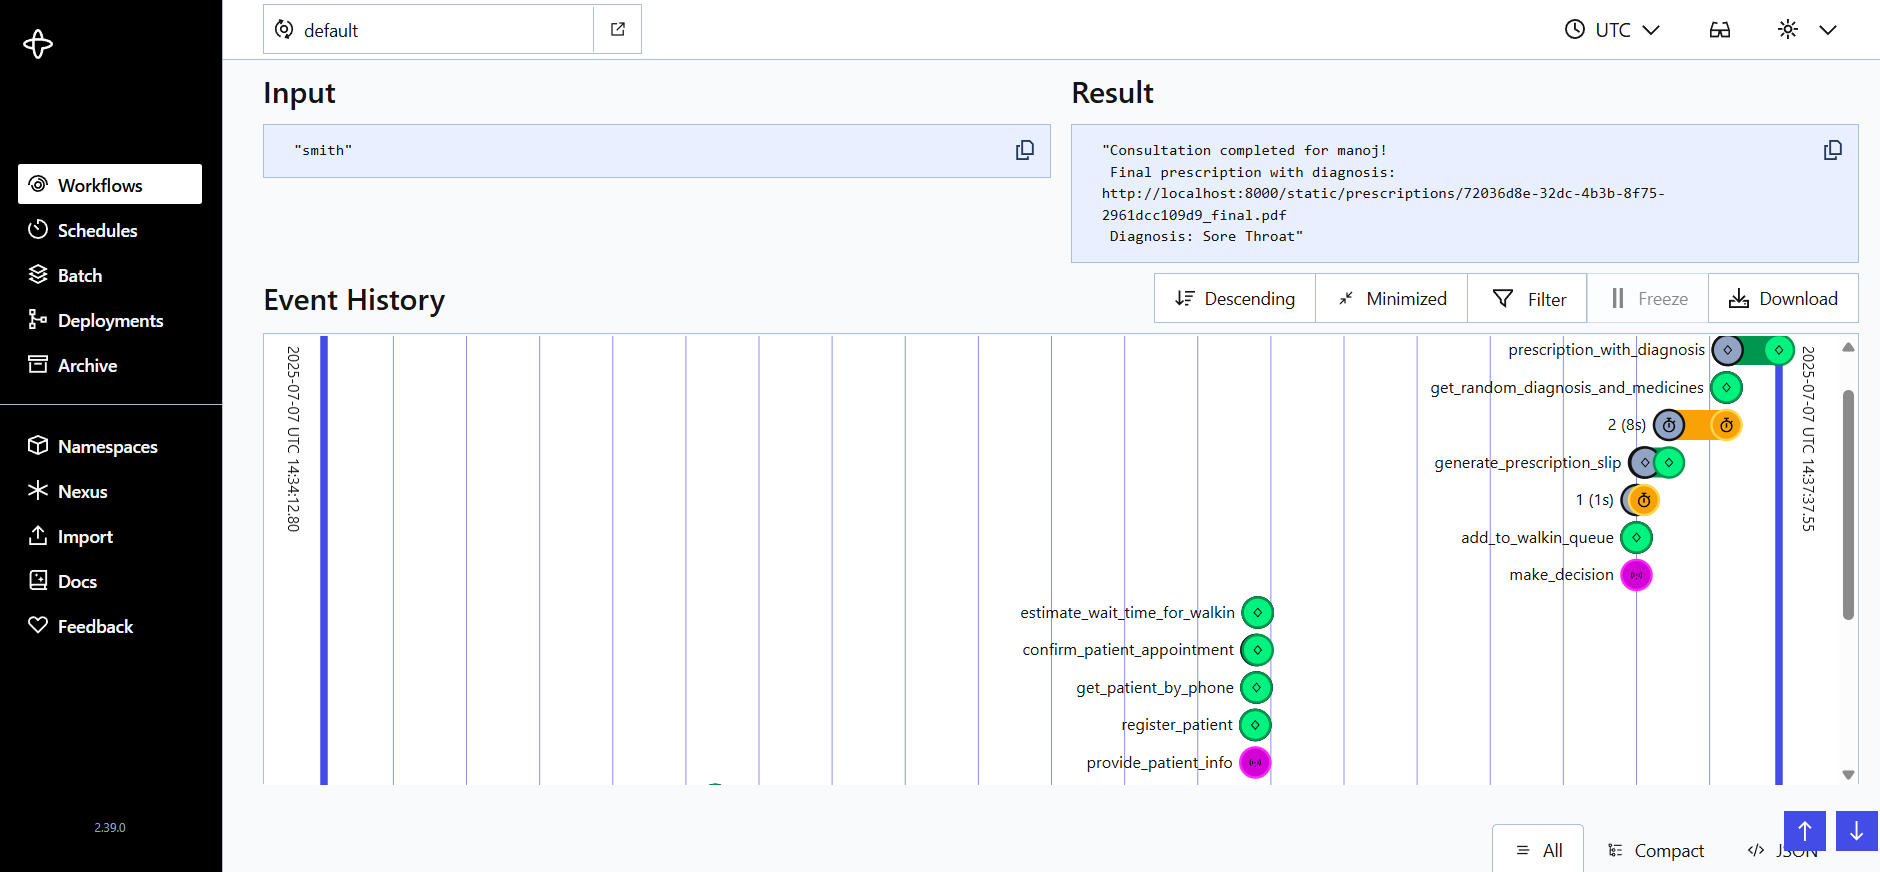 default
UTC
Workflows
Schedules
Batch
Deployments
Archive
Namespaces
Nexus
Import
Docs
Feedback
2.39.0
Input
"smith"
Result
"Consultation completed for manoj!
Final prescription with diagnosis:
http://localhost:8000/static/prescriptions/72036d8e-32dc-4b3b-8f75-
2961dcc109d9_final.pdf
Diagnosis: Sore Throat"
Event History
Descending
Minimized
Filter
Freeze
Download
2025-07-07 UTC 14:34:12.80
prescription_with_diagnosis
get_random_diagnosis_and_medicines
2 (8s)
generate_prescription_slip
1 (1s)
add_to_walkin_queue
make_decision
estimate_wait_time_for_walkin
confirm_patient_appointment
get_patient_by_phone
register_patient
provide_patient_info
2025-07-07 UTC 14:37:37.55
All
Compact
JSON